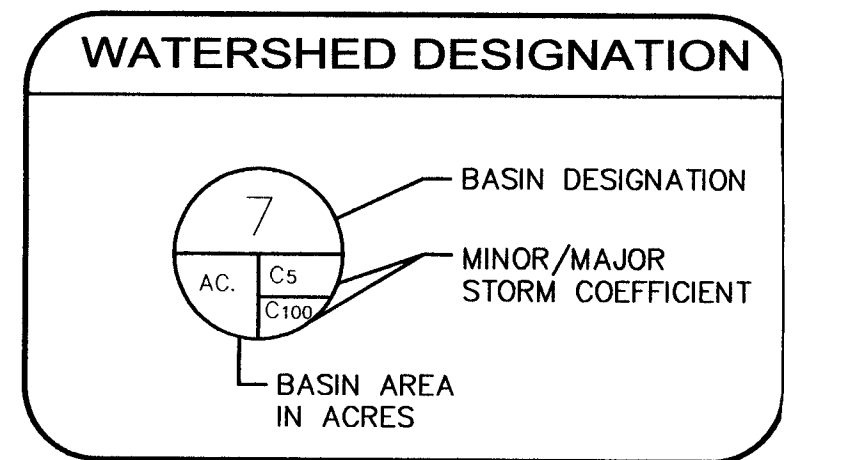 WATERSHED DESIGNATION
7
BASIN DESIGNATION
AC.
C5
C100
MINOR/MAJOR
STORM COEFFICIENT
BASIN AREA
IN ACRES